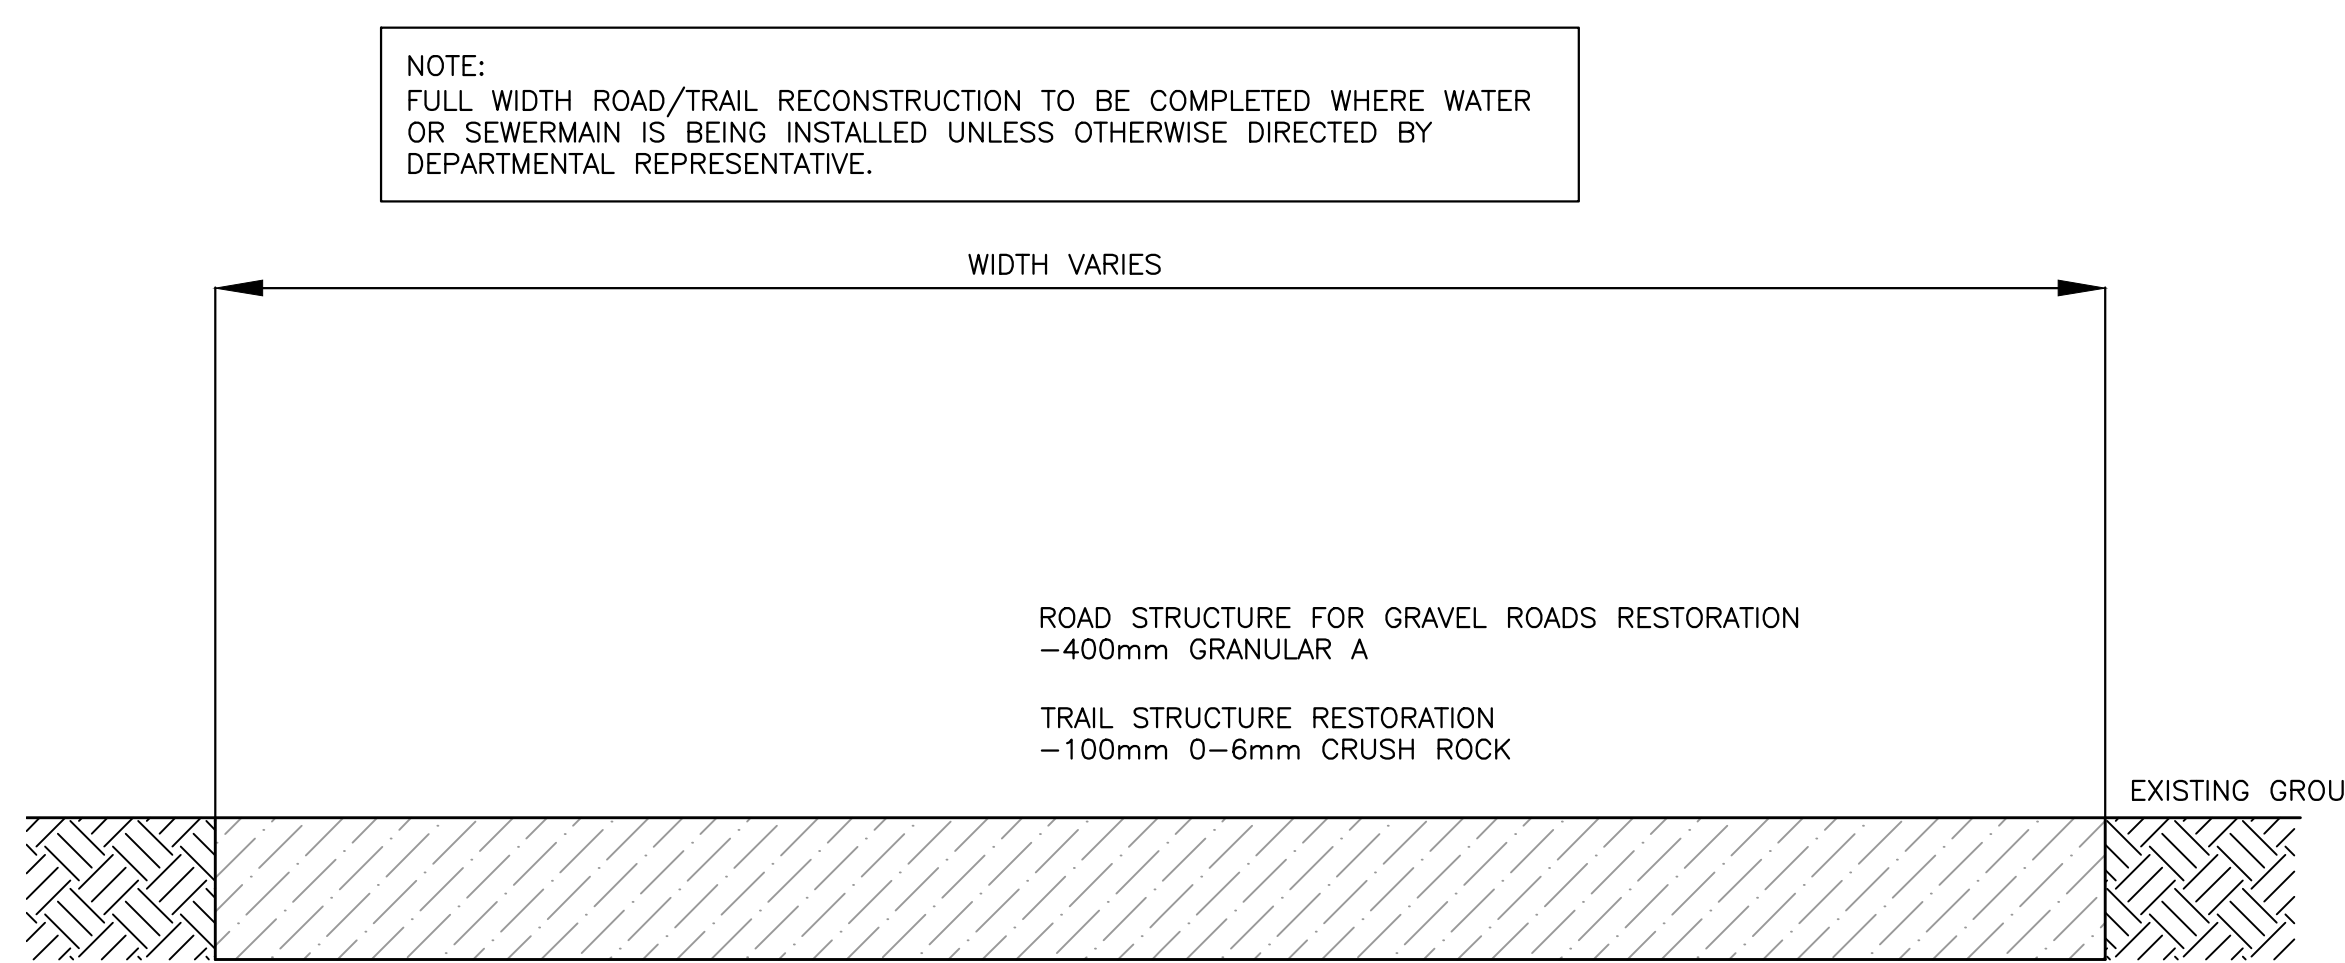 NOTE:
FULL WIDTH ROAD/TRAIL RECONSTRUCTION TO BE COMPLETED WHERE WATER
OR SEWERMAIN IS BEING INSTALLED UNLESS OTHERWISE DIRECTED BY
DEPARTMENTAL REPRESENTATIVE.
WIDTH VARIES
ROAD STRUCTURE FOR GRAVEL ROADS RESTORATION
-400mm GRANULAR A
TRAIL STRUCTURE RESTORATION
-100mm 0-6mm CRUSH ROCK
EXISTING GROU